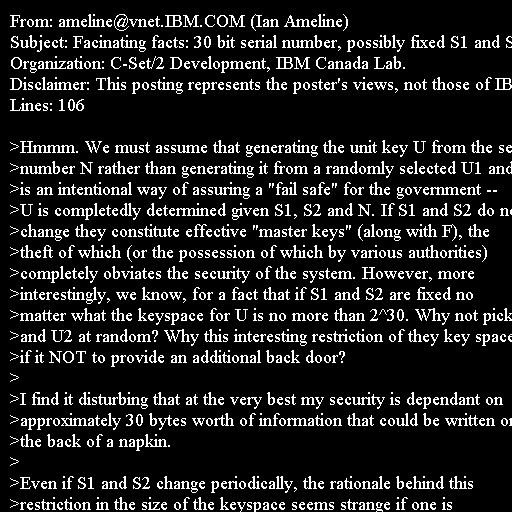 From: ameline@vnet.IBM.COM (Ian Ameline)
Subject: Facinating facts: 30 bit serial number, possibly fixed S1 and S
Organization: C-Set/2 Development, IBM Canada Lab.
Disclaimer: This posting represents the poster's views, not those of IB
Lines: 106

>Hmmm. We must assume that generating the unit key U from the se
>number N rather than generating it from a randomly selected U1 and
>is an intentional way of assuring a "fail safe" for the government --
>U is completedly determined given S1, S2 and N. If S1 and S2 do n
>change they constitute effective "master keys" (along with F), the
>theft of which (or the possession of which by various authorities)
>completely obviates the security of the system. However, more
>interestingly, we know, for a fact that if S1 and S2 are fixed no
>matter what the keyspace for U is no more than 2^30. Why not pick
>and U2 at random? Why this interesting restriction of they key space
>if it NOT to provide an additional back door?
>
>I find it disturbing that at the very best my security is dependant on
>approximately 30 bytes worth of information that could be written o
>the back of a napkin.
>
>Even if S1 and S2 change periodically, the rationale behind this
>restriction in the size of the keyspace seems strange if one is